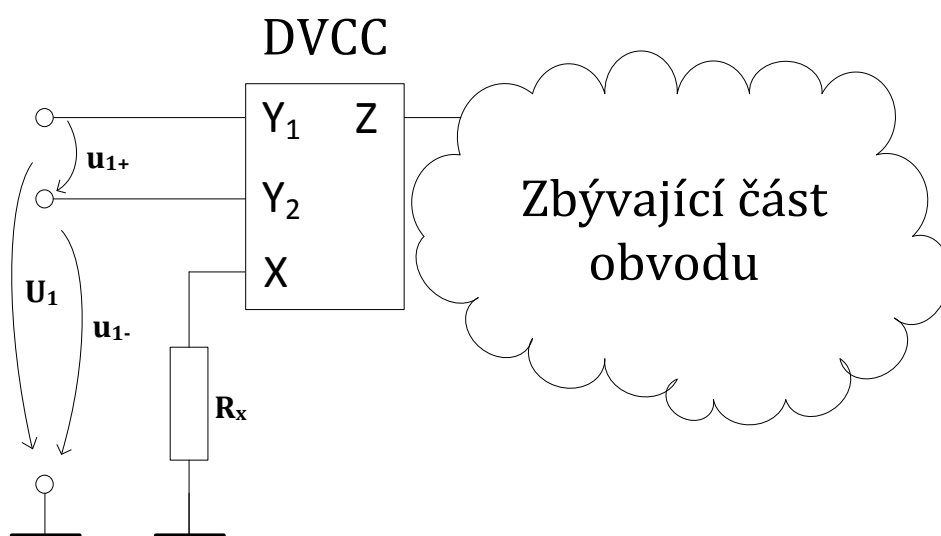 DVCC
Y₁ Z
u₁₊
Y₂
Zbývající část
obvodu
X
U₁
u₁₋
Rₓ